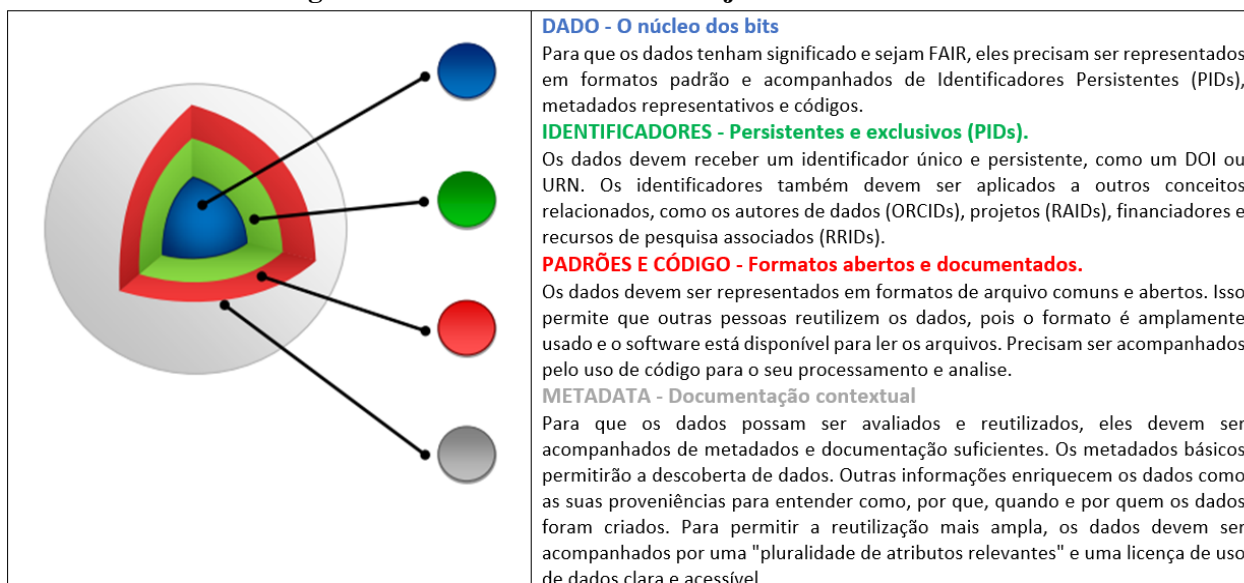 DADO - O núcleo dos bits
Para que os dados tenham significado e sejam FAIR, eles precisam ser representados
em formatos padrão e acompanhados de Identificadores Persistentes (PIDs),
metadados representativos e códigos.
IDENTIFICADORES - Persistentes e exclusivos (PIDs).
Os dados devem receber um identificador único e persistente, como um DOI ou
URN. Os identificadores também devem ser aplicados a outros conceitos
relacionados, como os autores de dados (ORCIDs), projetos (RAIDs), financiadores e
recursos de pesquisa associados (RRIDs).
PADRÕES E CÓDIGO - Formatos abertos e documentados.
Os dados devem ser representados em formatos de arquivo comuns e abertos. Isso
permite que outras pessoas reutilizem os dados, pois o formato é amplamente
usado e o software está disponível para ler os arquivos. Precisam ser acompanhados
pelo uso de código para o seu processamento e analise.
METADATA - Documentação contextual
Para que os dados possam ser avaliados e reutilizados, eles devem ser
acompanhados de metadados e documentação suficientes. Os metadados básicos
permitirão a descoberta de dados. Outras informações enriquecem os dados como
as suas proveniências para entender como, por que, quando e por quem os dados
foram criados. Para permitir a reutilização mais ampla, os dados devem ser
acompanhados por uma "pluralidade de atributos relevantes" e uma licença de uso
de dados clara e acessível